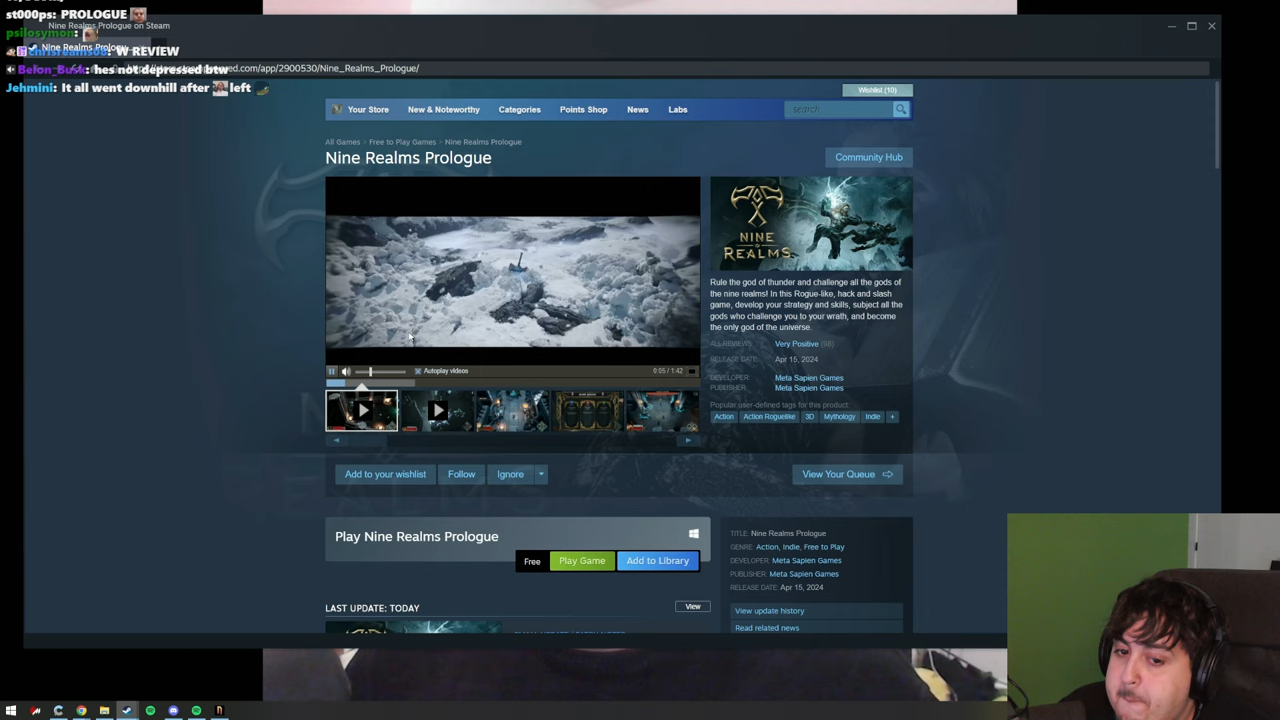 st000ps: PROLOGUE
Nine Realms Prologue on Steam
psilosymon:
Nine Realms Prologu
W REVIEW
Belon_Busk: hes not depressed btw
/app/2900530/Nine_Realms_Prologue/
Jehmini: It all went downhill after left
Wishlist (10)
Your Store
New & Noteworthy
Categories
Points Shop
News
Labs
search
All Games > Free to Play Games > Nine Realms Prologue
Nine Realms Prologue
Community Hub
NINE REALMS
Rule the god of thunder and challenge all the gods of
the nine realms! In this Rogue-like, hack and slash
game, develop your strategy and skills, subject all the
gods who challenge you to your wrath, and become
the only god of the universe.
ALL REVIEWS: Very Positive (98)
RELEASE DATE: Apr 15, 2024
DEVELOPER: Meta Sapien Games
PUBLISHER: Meta Sapien Games
Popular user-defined tags for this product:
Action
Action Roguelike
3D
Mythology
Indie
+
Autoplay videos
0:05 / 1:42
Add to your wishlist
Follow
Ignore
View Your Queue
Play Nine Realms Prologue
Free
Play Game
Add to Library
TITLE: Nine Realms Prologue
GENRE: Action, Indie, Free to Play
DEVELOPER: Meta Sapien Games
PUBLISHER: Meta Sapien Games
RELEASE DATE: Apr 15, 2024
LAST UPDATE: TODAY
View
View update history
Read related news